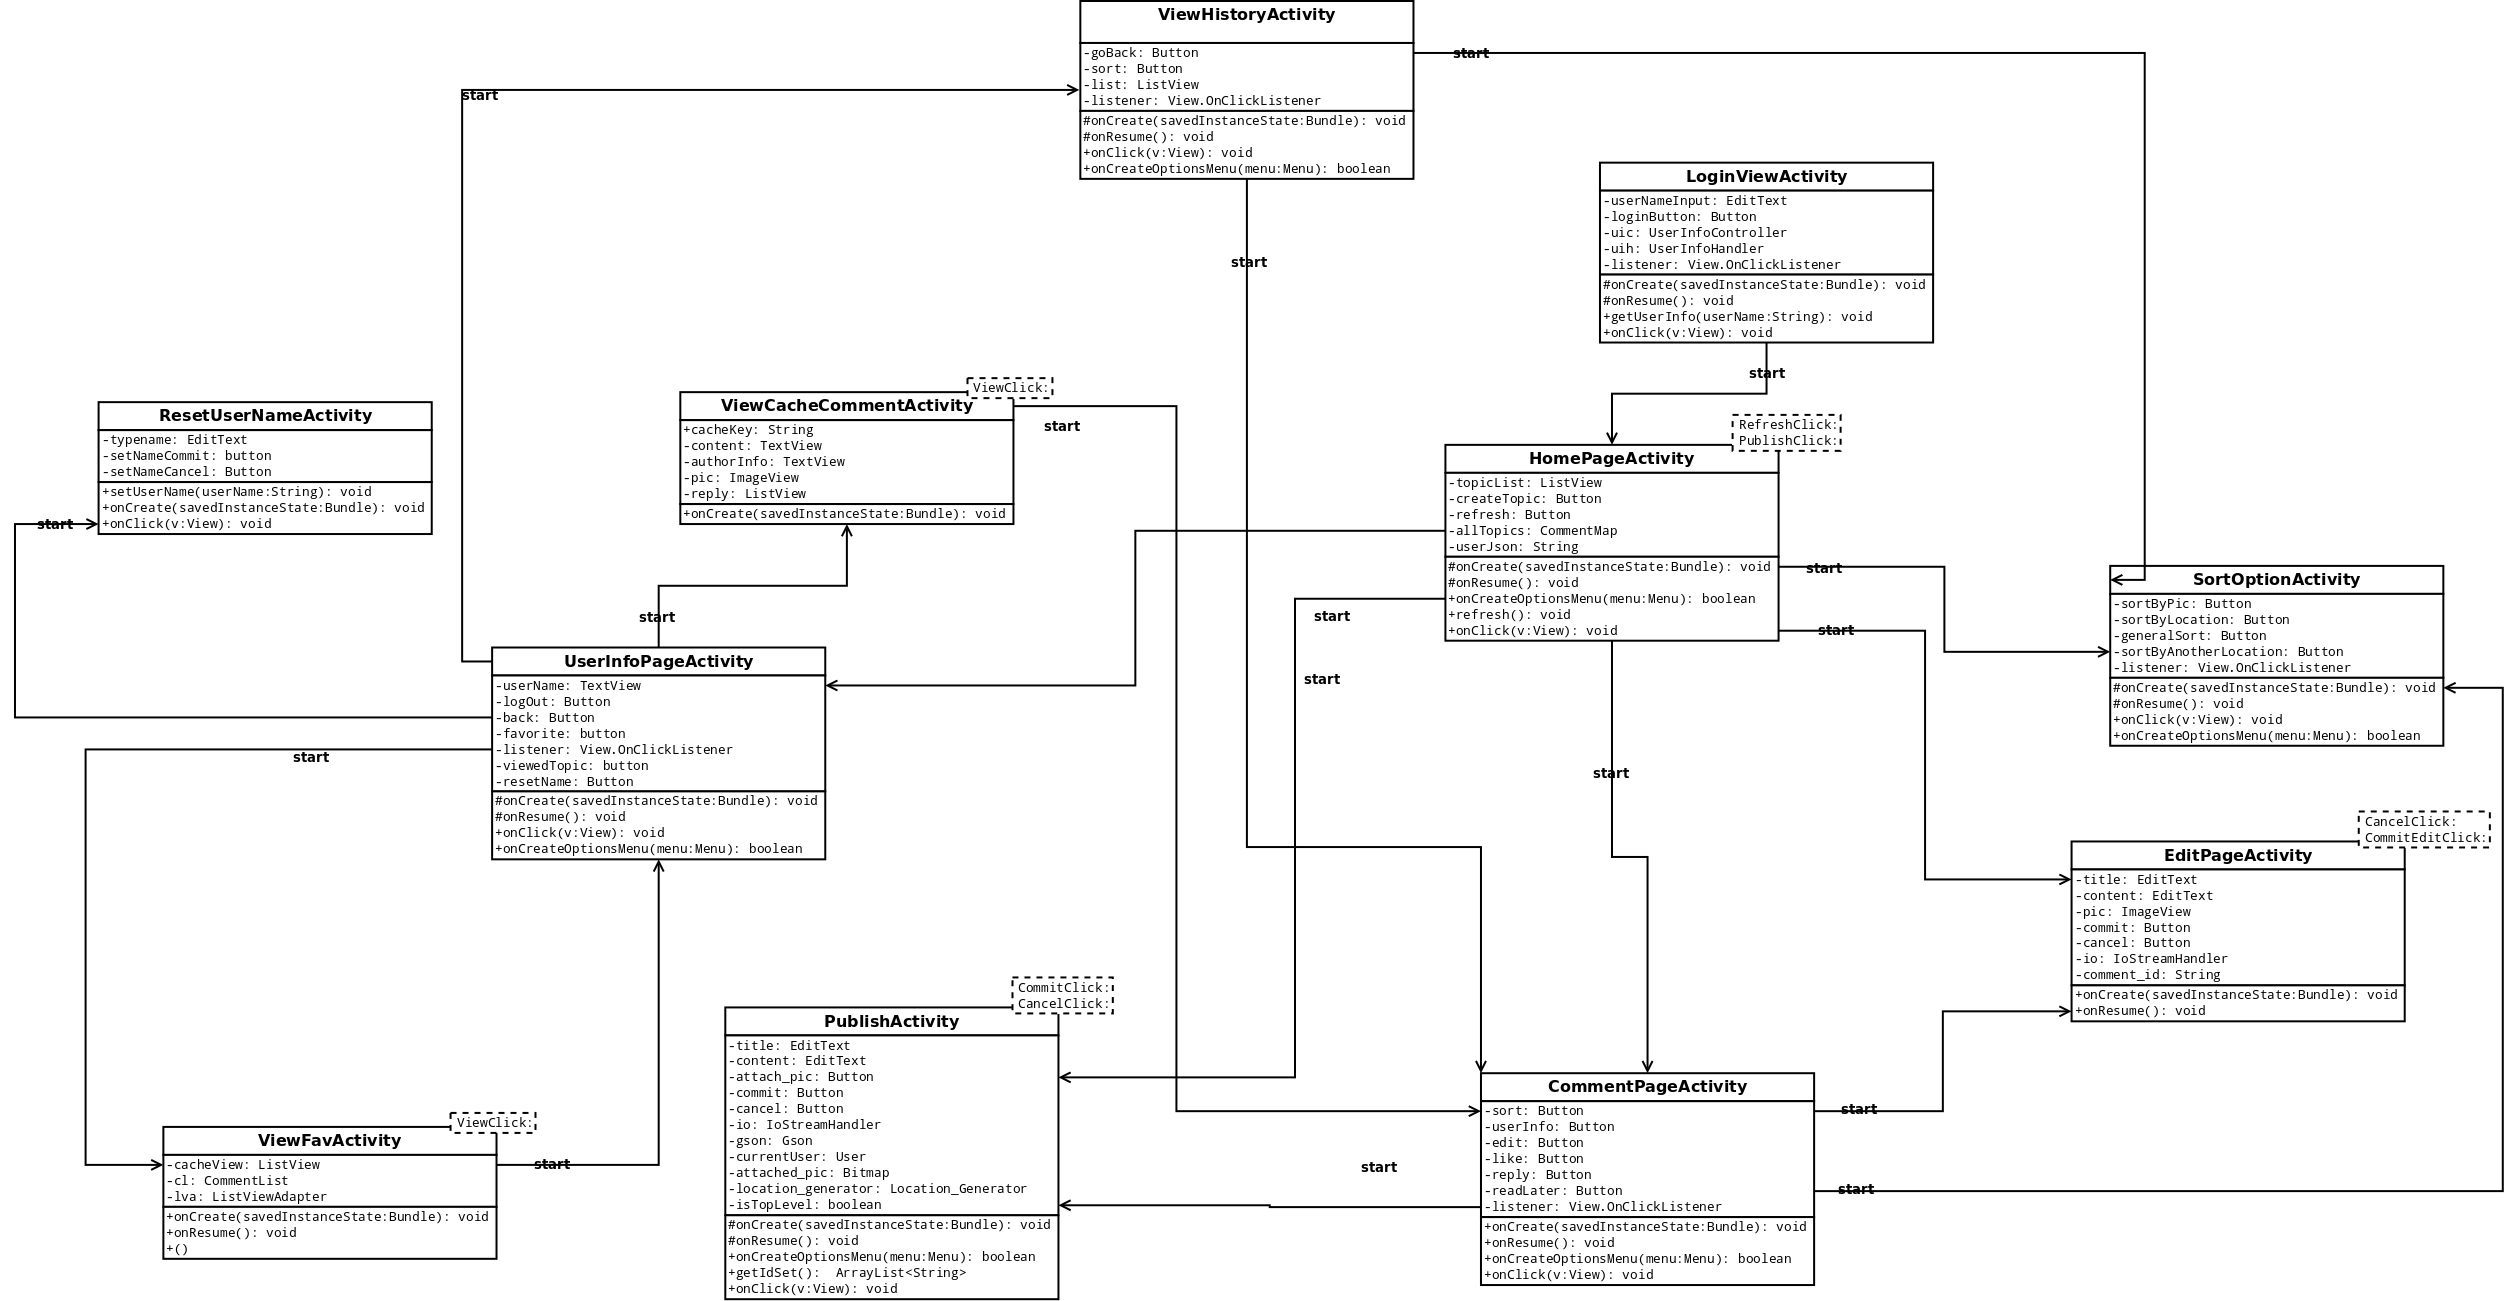 ViewHistoryActivity
-goBack: Button
-sort: Button
-list: ListView
-listener: View.OnClickListener
#onCreate(savedInstanceState:Bundle): void
#onResume(): void
+onClick(v:View): void
+onCreateOptionsMenu(menu:Menu): boolean
start
start
start
LoginViewActivity
-userNameInput: EditText
-loginButton: Button
-uic: UserInfoController
-uih: UserInfoHandler
-listener: View.OnClickListener
#onCreate(savedInstanceState:Bundle): void
#onResume(): void
+getUserInfo(userName:String): void
+onClick(v:View): void
start
ResetUserNameActivity
-typename: EditText
-setNameCommit: button
-setNameCancel: Button
+setUserName(userName:String): void
+onCreate(savedInstanceState:Bundle): void
+onClick(v:View): void
start
ViewClick:
ViewCacheCommentActivity
+cacheKey: String
-content: TextView
-authorInfo: TextView
-pic: ImageView
-reply: ListView
+onCreate(savedInstanceState:Bundle): void
start
RefreshClick:
PublishClick:
HomePageActivity
-topicList: ListView
-createTopic: Button
-refresh: Button
-allTopics: CommentMap
-userJson: String
#onCreate(savedInstanceState:Bundle): void
#onResume(): void
+onCreateOptionsMenu(menu:Menu): boolean
+refresh(): void
+onClick(v:View): void
start
start
start
start
start
SortOptionActivity
-sortByPic: Button
-sortByLocation: Button
-generalSort: Button
-sortByAnotherLocation: Button
-listener: View.OnClickListener
#onCreate(savedInstanceState:Bundle): void
#onResume(): void
+onClick(v:View): void
+onCreateOptionsMenu(menu:Menu): boolean
start
UserInfoPageActivity
-userName: TextView
-logOut: Button
-back: Button
-favorite: button
-listener: View.OnClickListener
-viewedTopic: button
-resetName: Button
#onCreate(savedInstanceState:Bundle): void
#onResume(): void
+onClick(v:View): void
+onCreateOptionsMenu(menu:Menu): boolean
start
CancelClick:
CommitEditClick:
EditPageActivity
-title: EditText
-content: EditText
-pic: ImageView
-commit: Button
-cancel: Button
-io: IoStreamHandler
-comment_id: String
+onCreate(savedInstanceState:Bundle): void
+onResume(): void
CommitClick:
CancelClick:
PublishActivity
-title: EditText
-content: EditText
-attach_pic: Button
-commit: Button
-cancel: Button
-io: IoStreamHandler
-gson: Gson
-currentUser: User
-attached_pic: Bitmap
-location_generator: Location_Generator
-isTopLevel: boolean
#onCreate(savedInstanceState:Bundle): void
#onResume(): void
+onCreateOptionsMenu(menu:Menu): boolean
+getIdSet():  ArrayList<String>
+onClick(v:View): void
CommentPageActivity
-sort: Button
-userInfo: Button
-edit: Button
-like: Button
-reply: Button
-readLater: Button
-listener: View.OnClickListener
+onCreate(savedInstanceState:Bundle): void
+onResume(): void
+onCreateOptionsMenu(menu:Menu): boolean
+onClick(v:View): void
start
start
start
ViewClick:
ViewFavActivity
-cacheView: ListView
-cl: CommentList
-lva: ListViewAdapter
+onCreate(savedInstanceState:Bundle): void
+onResume(): void
+()
start